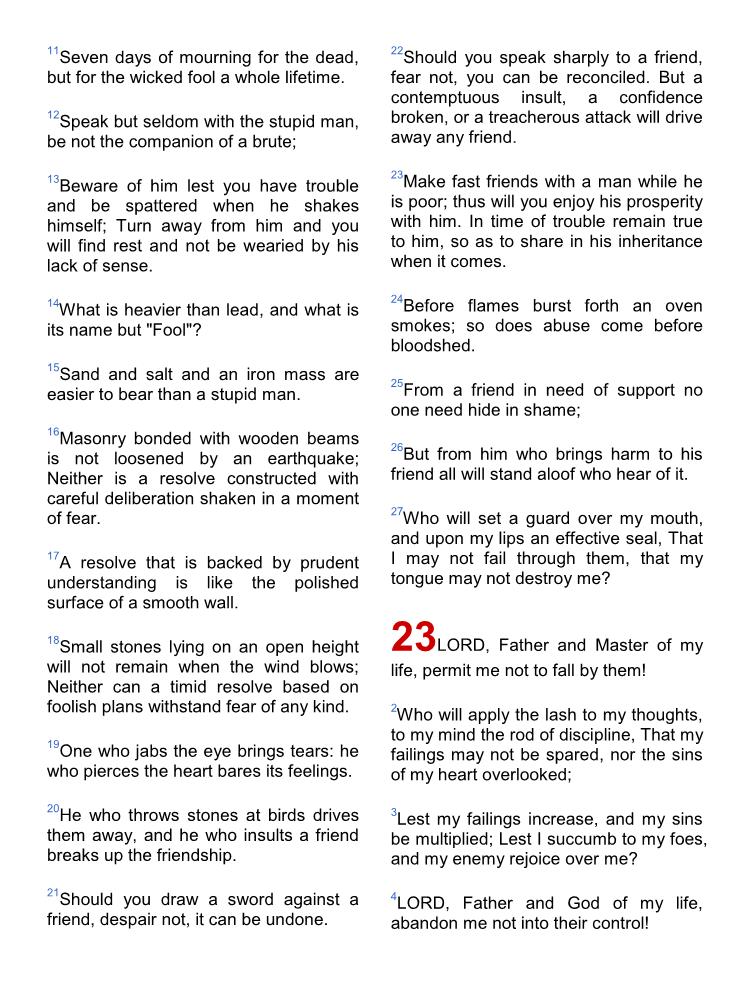 11Seven days of mourning for the dead,
but for the wicked fool a whole lifetime.
12Speak but seldom with the stupid man,
be not the companion of a brute;
13Beware of him lest you have trouble
and be spattered when he shakes
himself; Turn away from him and you
will find rest and not be wearied by his
lack of sense.
14What is heavier than lead, and what is
its name but "Fool"?
15Sand and salt and an iron mass are
easier to bear than a stupid man.
16Masonry bonded with wooden beams
is not loosened by an earthquake;
Neither is a resolve constructed with
careful deliberation shaken in a moment
of fear.
17A resolve that is backed by prudent
understanding is like the polished
surface of a smooth wall.
18Small stones lying on an open height
will not remain when the wind blows;
Neither can a timid resolve based on
foolish plans withstand fear of any kind.
19One who jabs the eye brings tears: he
who pierces the heart bares its feelings.
20He who throws stones at birds drives
them away, and he who insults a friend
breaks up the friendship.
21Should you draw a sword against a
friend, despair not, it can be undone.
22Should you speak sharply to a friend,
fear not, you can be reconciled. But a
contemptuous insult, a confidence
broken, or a treacherous attack will drive
away any friend.
23Make fast friends with a man while he
is poor; thus will you enjoy his prosperity
with him. In time of trouble remain true
to him, so as to share in his inheritance
when it comes.
24Before flames burst forth an oven
smokes; so does abuse come before
bloodshed.
25From a friend in need of support no
one need hide in shame;
26But from him who brings harm to his
friend all will stand aloof who hear of it.
27Who will set a guard over my mouth,
and upon my lips an effective seal, That
I may not fail through them, that my
tongue may not destroy me?
23LORD, Father and Master of my
life, permit me not to fall by them!
2Who will apply the lash to my thoughts,
to my mind the rod of discipline, That my
failings may not be spared, nor the sins
of my heart overlooked;
3Lest my failings increase, and my sins
be multiplied; Lest I succumb to my foes,
and my enemy rejoice over me?
4LORD, Father and God of my life,
abandon me not into their control!